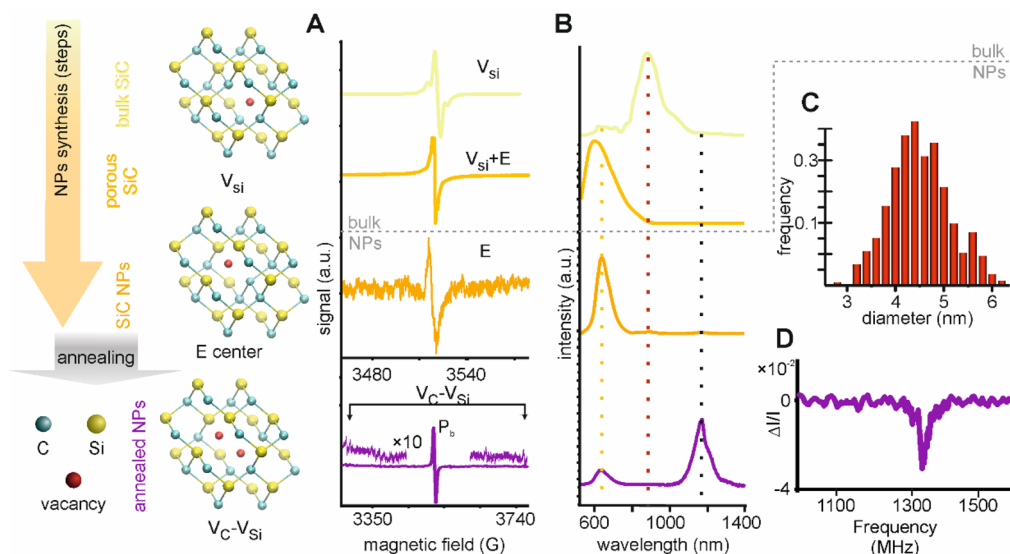 NPs synthesis (steps)
bulk SiC
porous
SiC
SiC NPs
annealing
annealed NPs
C
Si
vacancy
V_Si
E center
V_C-V_Si
A
V_Si
V_Si+E
bulk
NPs
E
signal (a.u.)
3480
3540
V_C-V_Si
×10
P_b
3350
3740
magnetic field (G)
B
intensity (a.u.)
600
1000
1400
wavelength (nm)
bulk
NPs
C
frequency
0.3
0.1
3
4
5
6
diameter (nm)
D
×10⁻²
0
-4
ΔI/I
1100
1300
1500
Frequency
(MHz)